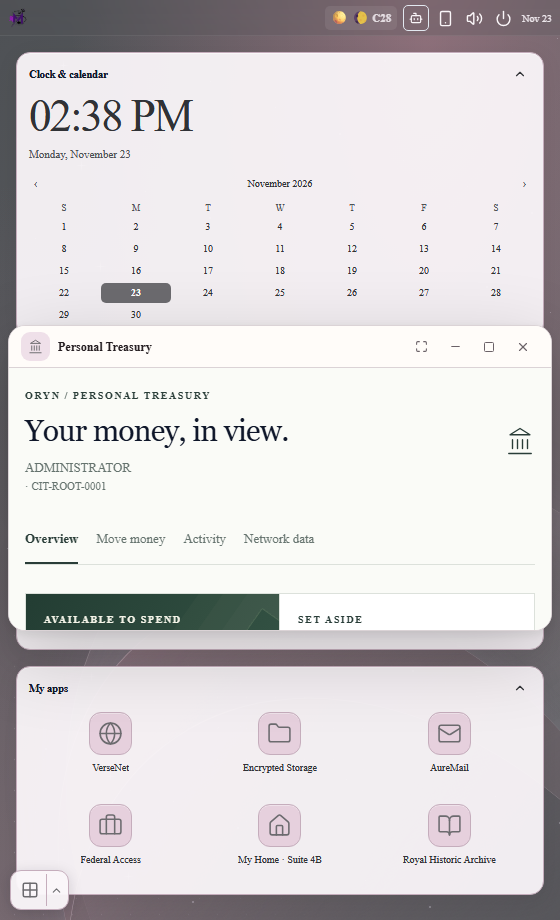 C28
Nov 23
Clock & calendar
02:38 PM
Monday, November 23
‹ November 2026 ›
S M T W T F S
1 2 3 4 5 6 7
8 9 10 11 12 13 14
15 16 17 18 19 20 21
22 23 24 25 26 27 28
29 30
Personal Treasury
ORYN / PERSONAL TREASURY
Your money, in view.
ADMINISTRATOR
· CIT-ROOT-0001
Overview Move money Activity Network data
AVAILABLE TO SPEND SET ASIDE
My apps
VerseNet Encrypted Storage AureMail
Federal Access My Home · Suite 4B Royal Historic Archive